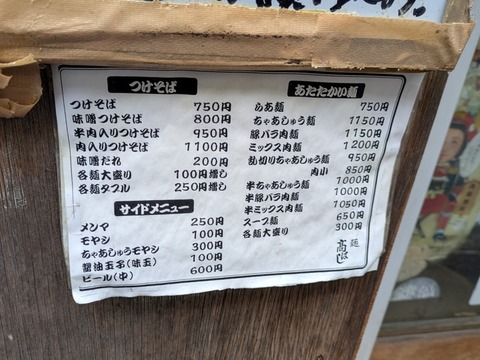 つけそば
つけそば 750円
味噌つけそば 800円
半肉入りつけそば 950円
肉入りつけそば 1100円
味噌だれ 200円
各麺大盛り 100円増し
各麺ダブル 250円増し
サイドメニュー
メンマ 250円
モヤシ 100円
ちゃあしゅうモヤシ 300円
醤油玉子(味玉) 100円
ビール(中) 600円
あたたかい麺
らあ麺 750円
ちゃあしゅう麺 1150円
豚バラ肉麺 1150円
ミックス肉麺 1200円
乱切りちゃあしゅう麺 950円
肉小 850円
半ちゃあしゅう麺 1000円
半豚バラ肉麺 1000円
半ミックス肉麺 1050円
スープ麺 650円
各麺大盛り 300円
麺
高はし